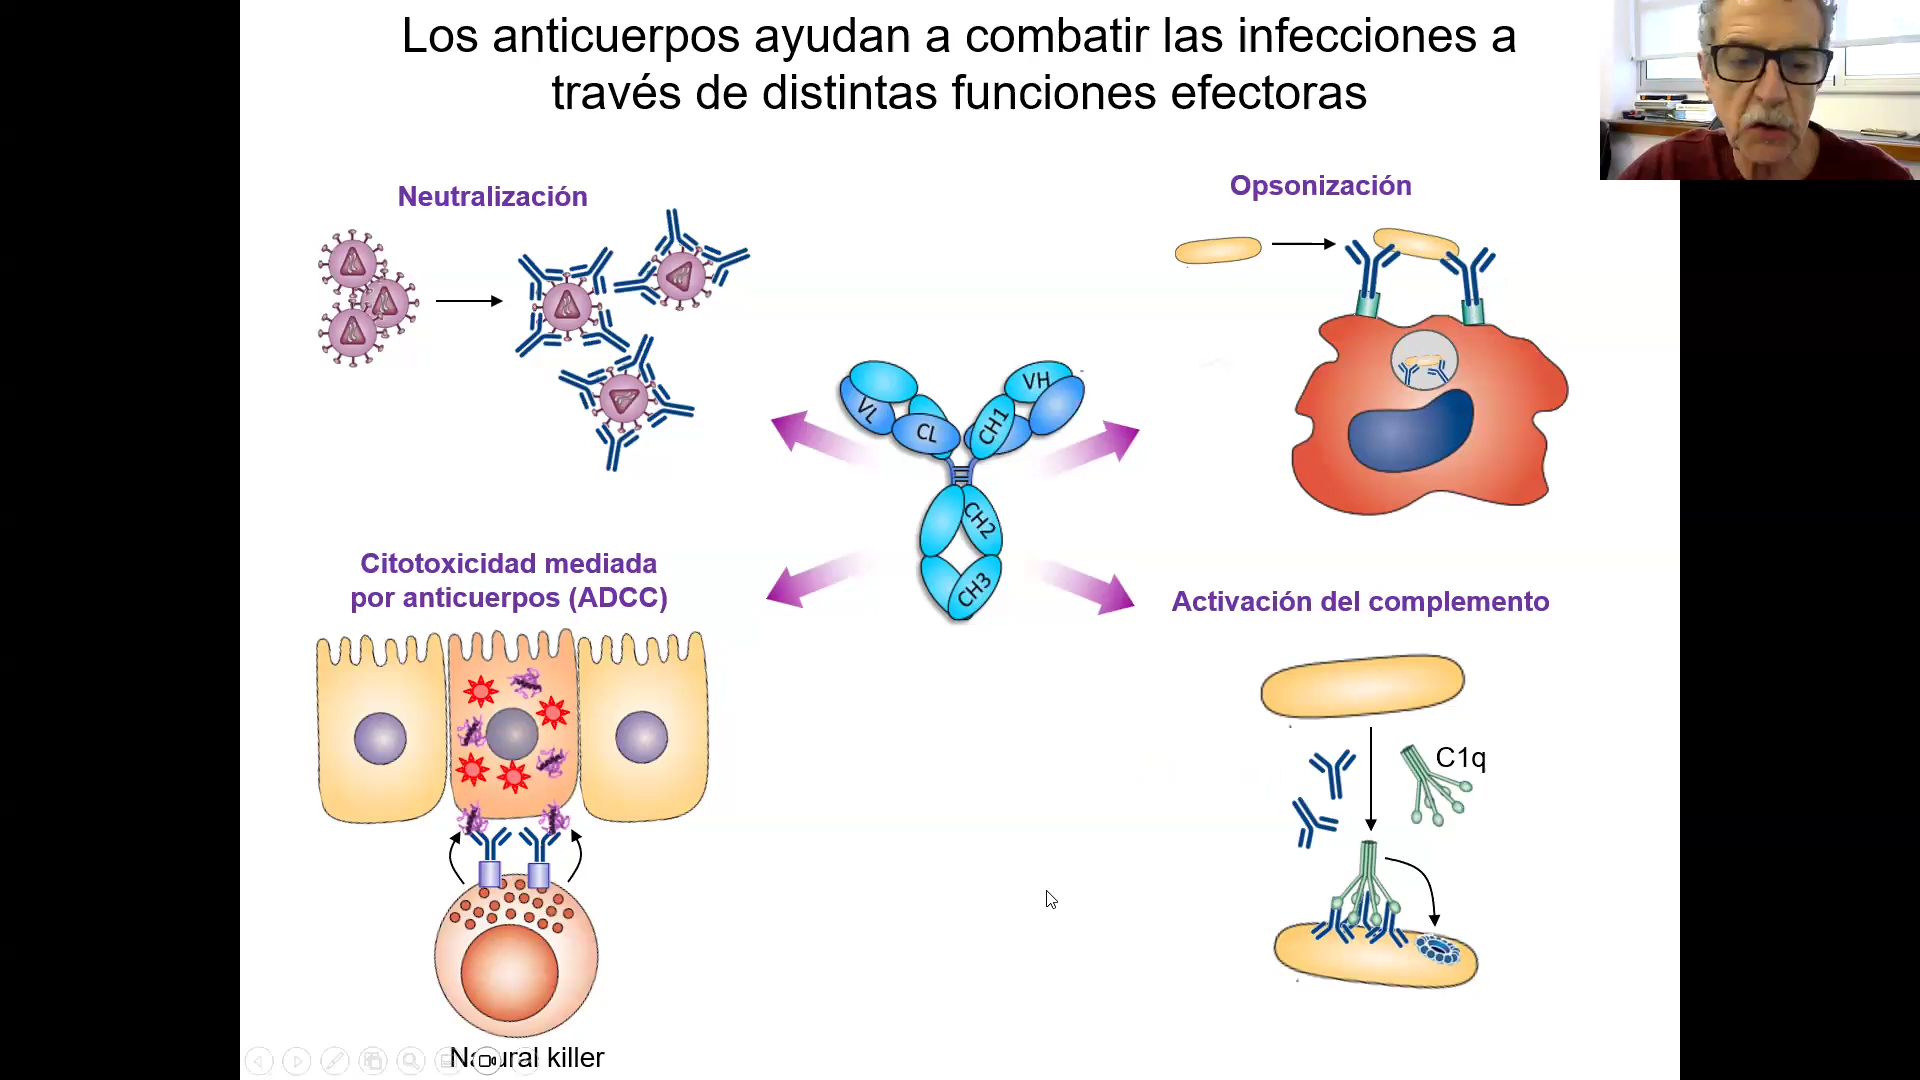 Los anticuerpos ayudan a combatir las infecciones a
través de distintas funciones efectoras
Neutralización
Opsonización
VL
CL
VH
CH1
CH2
CH3
Citotoxicidad mediada
por anticuerpos (ADCC)
Activación del complemento
C1q
Natural killer